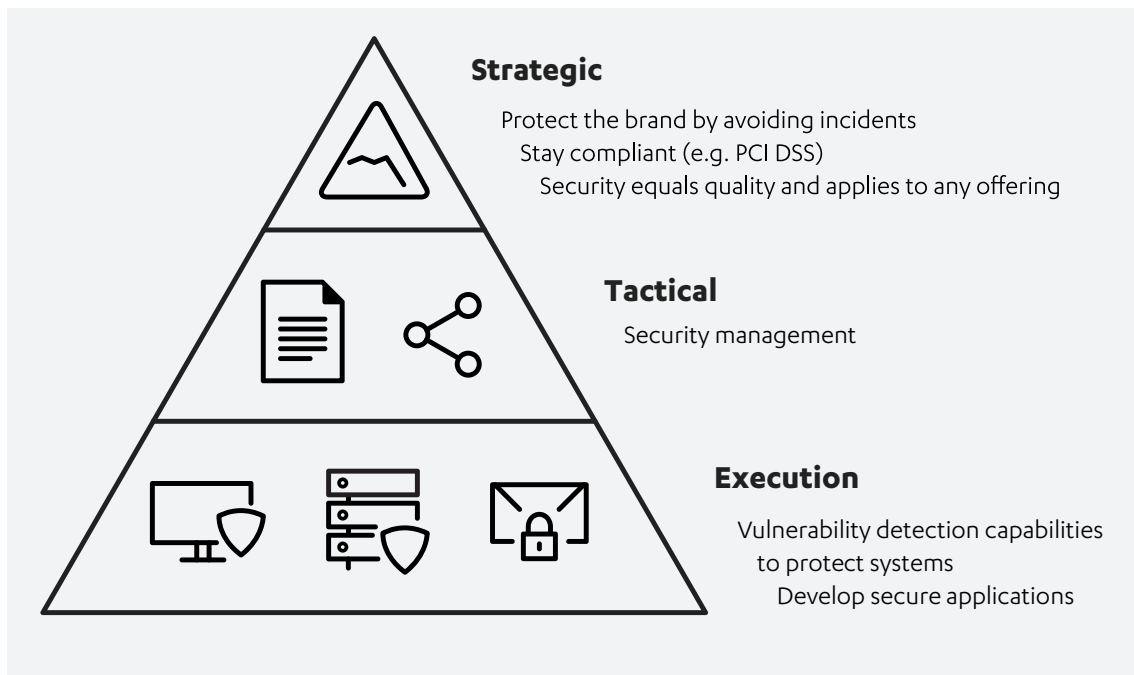 Strategic
Protect the brand by avoiding incidents
Stay compliant (e.g. PCI DSS)
Security equals quality and applies to any offering
Tactical
Security management
Execution
Vulnerability detection capabilities
to protect systems
Develop secure applications